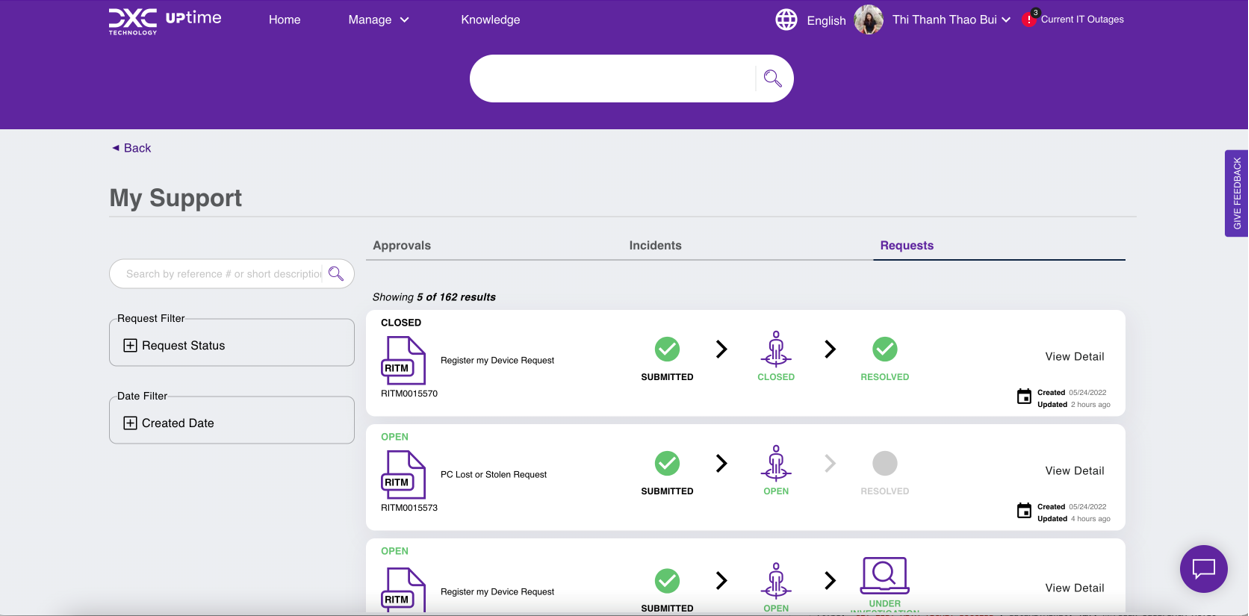 DXC TECHNOLOGY UPtime Home Manage Knowledge English Thi Thanh Thao Bui ! 3 Current IT Outages
◄ Back
GIVE FEEDBACK
My Support
Approvals Incidents Requests
Search by reference # or short description
Showing 5 of 162 results
Request Filter
Request Status
Date Filter
Created Date
CLOSED
RITM
Register my Device Request
RITM0015570
SUBMITTED CLOSED RESOLVED
View Detail
Created 05/24/2022
Updated 2 hours ago
OPEN
RITM
PC Lost or Stolen Request
RITM0015573
SUBMITTED OPEN RESOLVED
View Detail
Created 05/24/2022
Updated 4 hours ago
OPEN
RITM
Register my Device Request
SUBMITTED OPEN UNDER
INVESTIGATION
View Detail